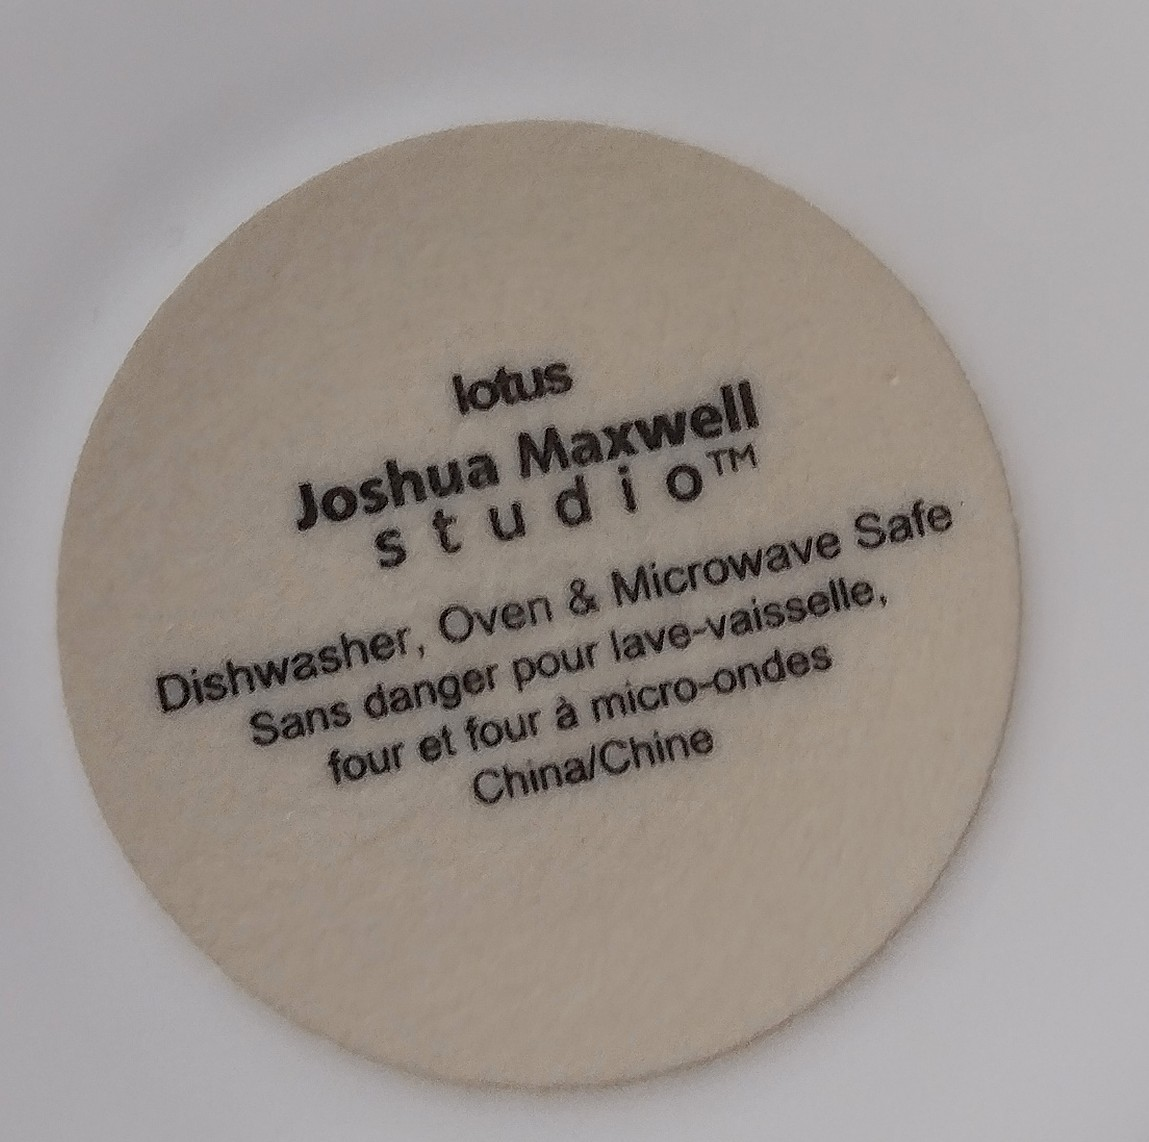 lotus
Joshua Maxwell
studio™
Dishwasher, Oven & Microwave Safe
Sans danger pour lave-vaisselle,
four et four à micro-ondes
China/Chine